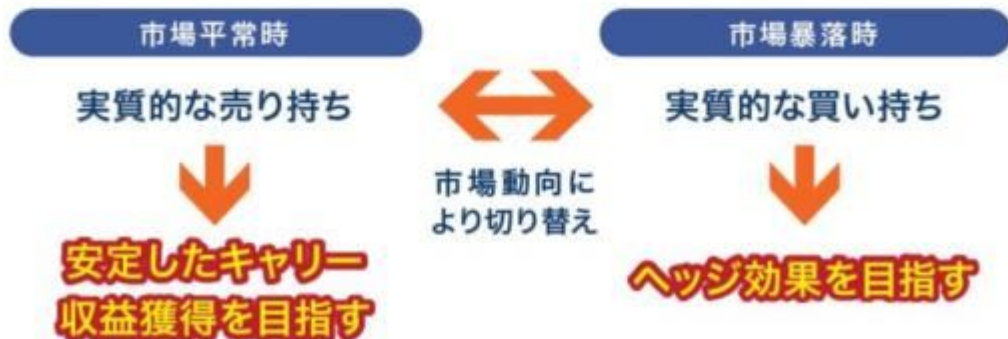 市場平常時
実質的な売り持ち
安定したキャリー
収益獲得を目指す
市場動向に
より切り替え
市場暴落時
実質的な買い持ち
ヘッジ効果を目指す